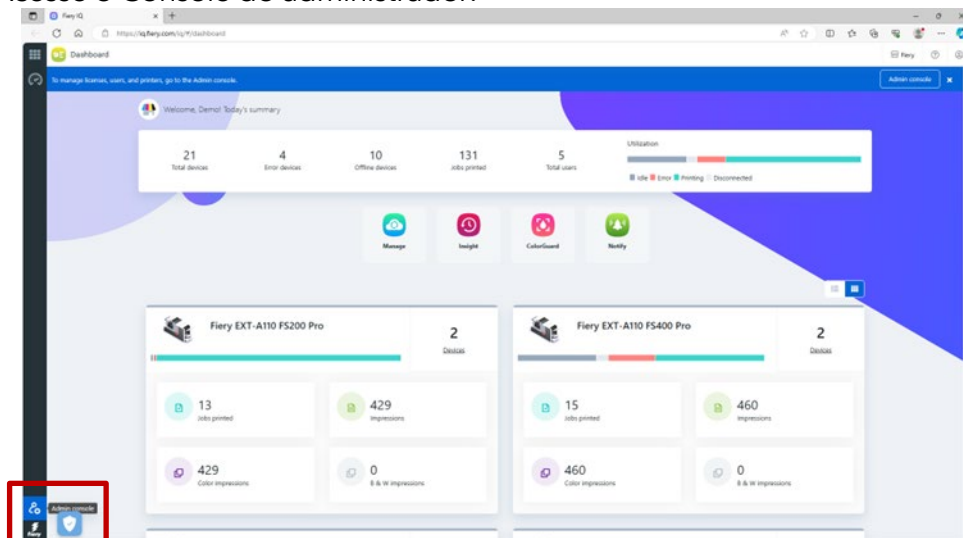 Acesse o Console do administrador.
Fiery IQ
https://iq.fiery.com/iq/#/dashboard
Dashboard
Fiery
To manage licenses, users, and printers, go to the Admin console.
Admin console
Welcome, Demo! Today's summary
21
Total devices
4
Error devices
10
Offline devices
131
Jobs printed
5
Total users
Utilization
Idle Error Printing Disconnected
Manage
Insight
ColorGuard
Notify
Fiery EXT-A110 FS200 Pro
2
Devices
13
Jobs printed
429
Impressions
429
Color impressions
0
B & W impressions
Fiery EXT-A110 FS400 Pro
2
Devices
15
Jobs printed
460
Impressions
460
Color impressions
0
B & W impressions
Admin console
Fiery